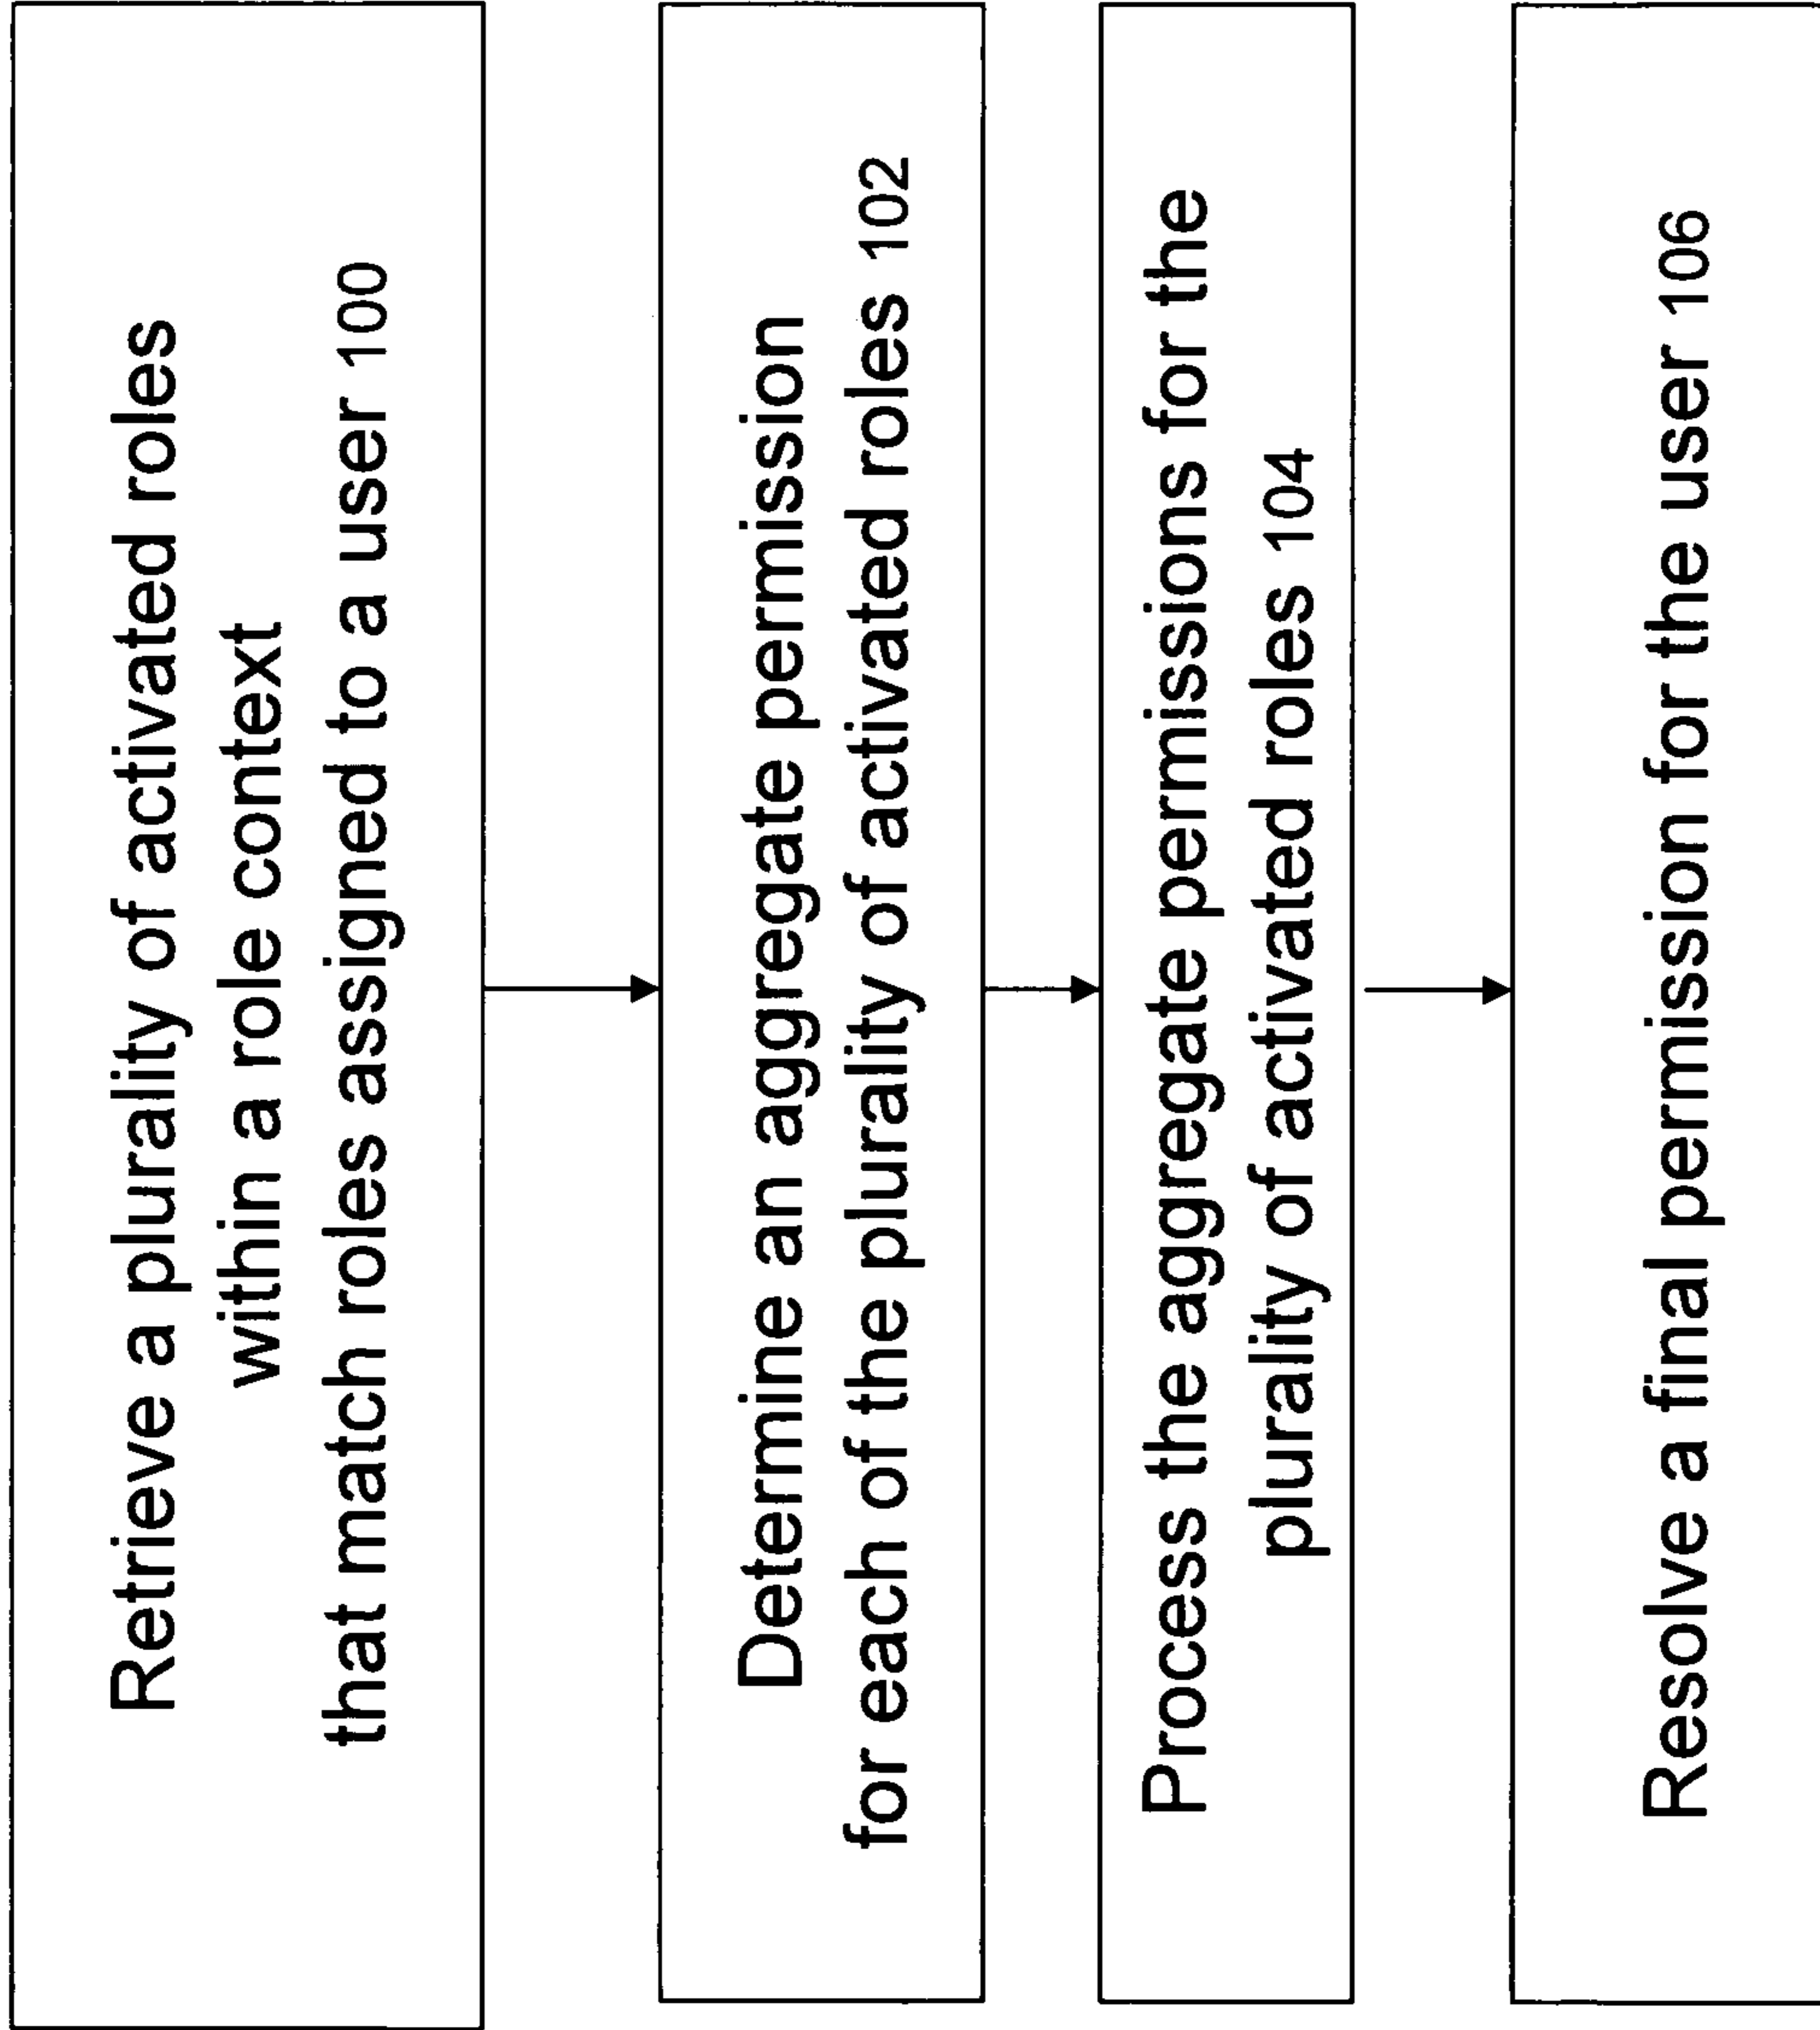 Retrieve a plurality of activated roles
within a role context
that match roles assigned to a user 100
Determine an aggregate permission
for each of the plurality of activated roles 102
Process the aggregate permissions for the
plurality of activated roles 104
Resolve a final permission for the user 106